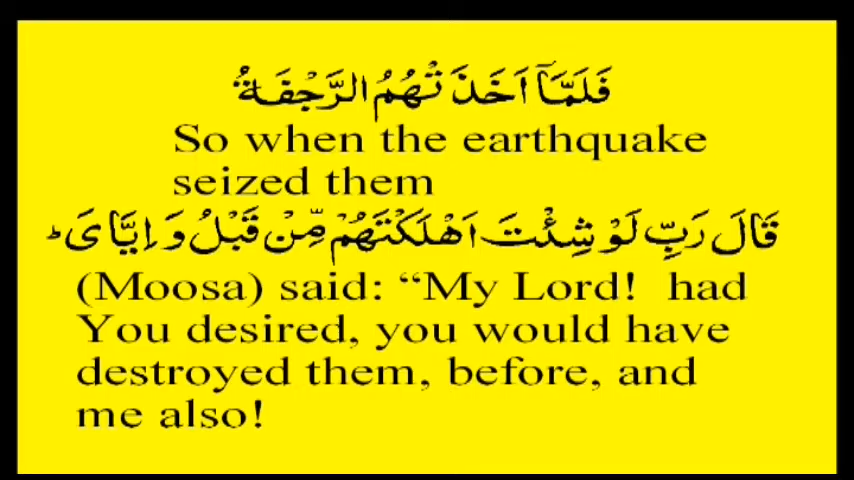 فَلَمَّاۤ اَخَذَ تْهُمُ الرَّجْفَةُ
So when the earthquake
seized them
قَالَ رَبِّ لَوْ شِئْتَ اَهْلَكْتَهُمْ مِّنْ قَبْلُ وَ اِيَّاىَ ؕ
(Moosa) said: “My Lord!  had
You desired, you would have
destroyed them, before, and
me also!